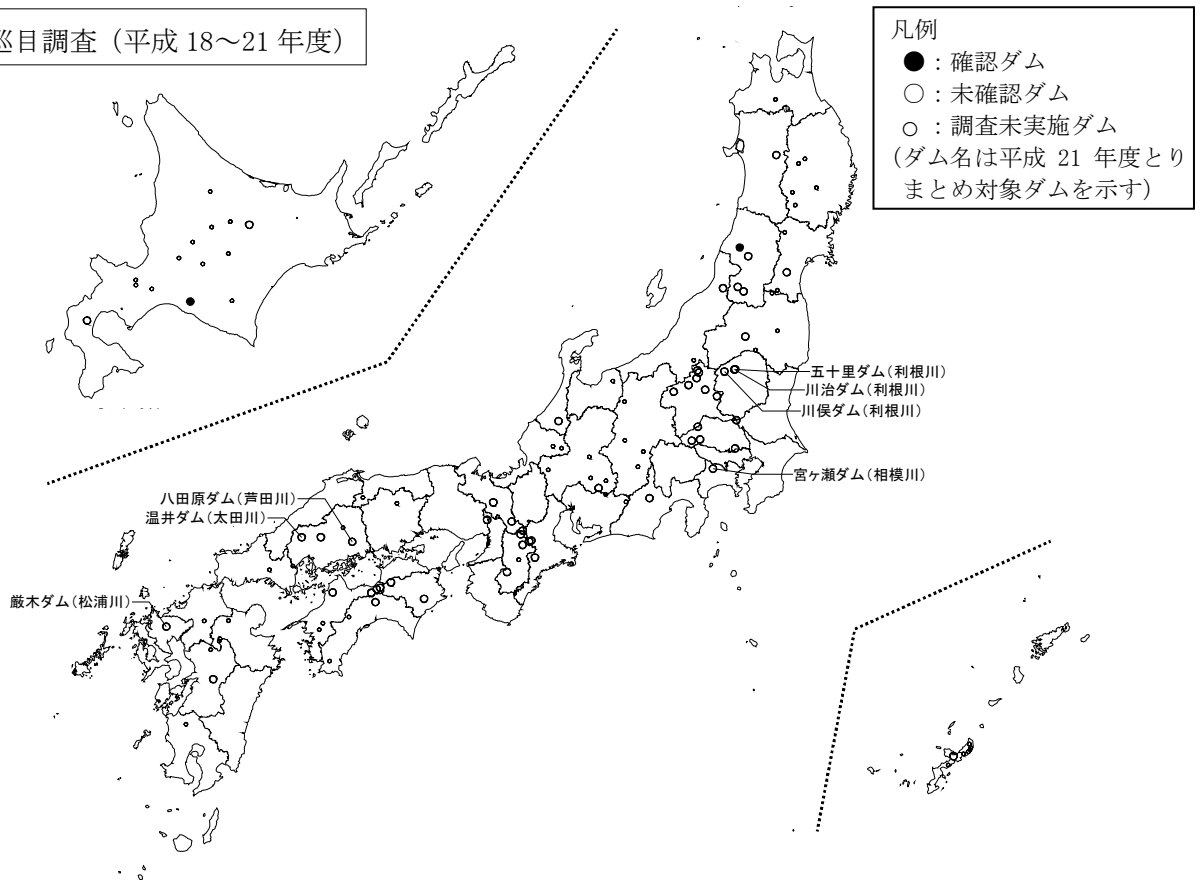 巡目調査（平成 18～21 年度）
凡例
●：確認ダム
○：未確認ダム
○：調査未実施ダム
(ダム名は平成 21 年度とり
まとめ対象ダムを示す)
五十里ダム(利根川)
川治ダム(利根川)
川俣ダム(利根川)
宮ヶ瀬ダム(相模川)
八田原ダム(芦田川)
温井ダム(太田川)
厳木ダム(松浦川)